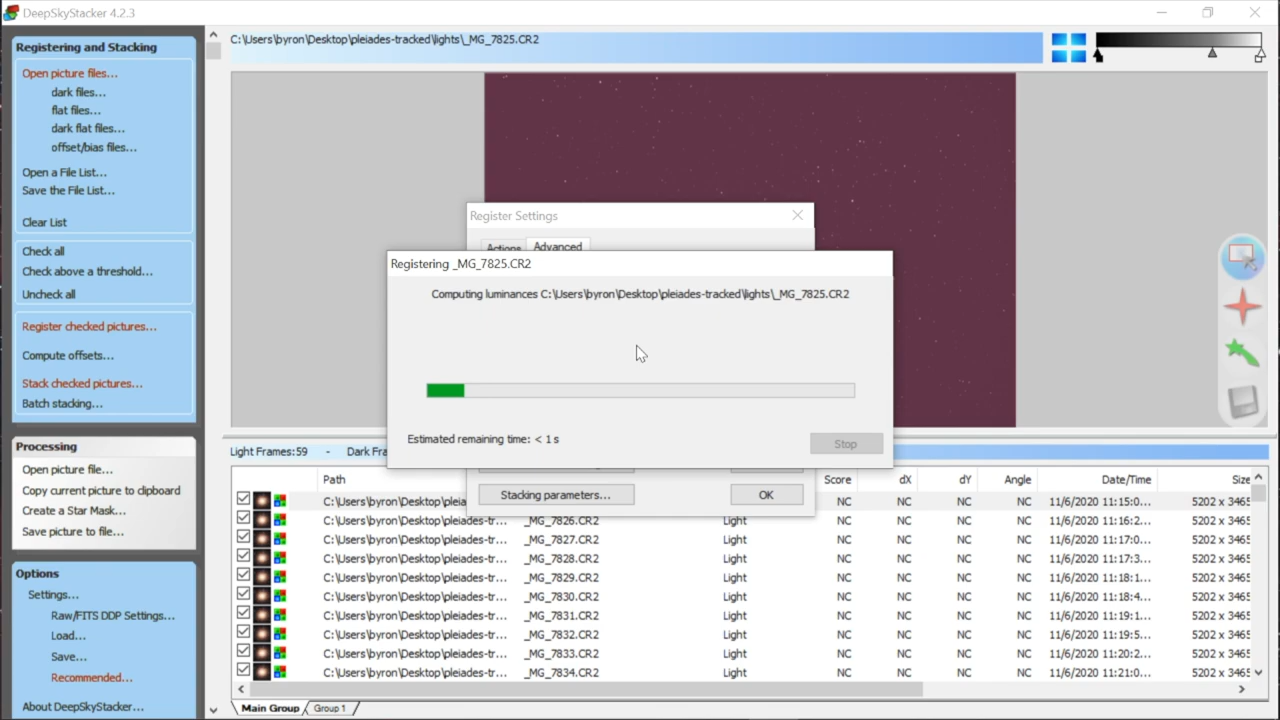 DeepSkyStacker 4.2.3
Registering and Stacking
Open picture files...
dark files...
flat files...
dark flat files...
offset/bias files...
Open a File List...
Save the File List...
Clear List
Check all
Check above a threshold...
Uncheck all
Register checked pictures...
Compute offsets...
Stack checked pictures...
Batch stacking...
Processing
Open picture file...
Copy current picture to clipboard
Create a Star Mask...
Save picture to file...
Options
Settings...
Raw/FITS DDP Settings...
Load...
Save...
Recommended...
About DeepSkyStacker...
C:\Users\byron\Desktop\pleiades-tracked\lights\_MG_7825.CR2
Register Settings
Actions Advanced
Registering _MG_7825.CR2
Computing luminances C:\Users\byron\Desktop\pleiades-tracked\lights\_MG_7825.CR2
Estimated remaining time: < 1 s
Stop
Stacking parameters...
OK
Light Frames: 59 - Dark Fra
Path Score dX dY Angle Date/Time Size
C:\Users\byron\Desktop\pleia NC NC NC NC 11/6/2020 11:15:0... 5202 x 3465
C:\Users\byron\Desktop\pleiades-tr... _MG_7826.CR2 Light NC NC NC NC 11/6/2020 11:16:2... 5202 x 3465
C:\Users\byron\Desktop\pleiades-tr... _MG_7827.CR2 Light NC NC NC NC 11/6/2020 11:17:0... 5202 x 3465
C:\Users\byron\Desktop\pleiades-tr... _MG_7828.CR2 Light NC NC NC NC 11/6/2020 11:17:3... 5202 x 3465
C:\Users\byron\Desktop\pleiades-tr... _MG_7829.CR2 Light NC NC NC NC 11/6/2020 11:18:1... 5202 x 3465
C:\Users\byron\Desktop\pleiades-tr... _MG_7830.CR2 Light NC NC NC NC 11/6/2020 11:18:4... 5202 x 3465
C:\Users\byron\Desktop\pleiades-tr... _MG_7831.CR2 Light NC NC NC NC 11/6/2020 11:19:1... 5202 x 3465
C:\Users\byron\Desktop\pleiades-tr... _MG_7832.CR2 Light NC NC NC NC 11/6/2020 11:19:5... 5202 x 3465
C:\Users\byron\Desktop\pleiades-tr... _MG_7833.CR2 Light NC NC NC NC 11/6/2020 11:20:2... 5202 x 3465
C:\Users\byron\Desktop\pleiades-tr... _MG_7834.CR2 Light NC NC NC NC 11/6/2020 11:21:0... 5202 x 3465
Main Group Group 1